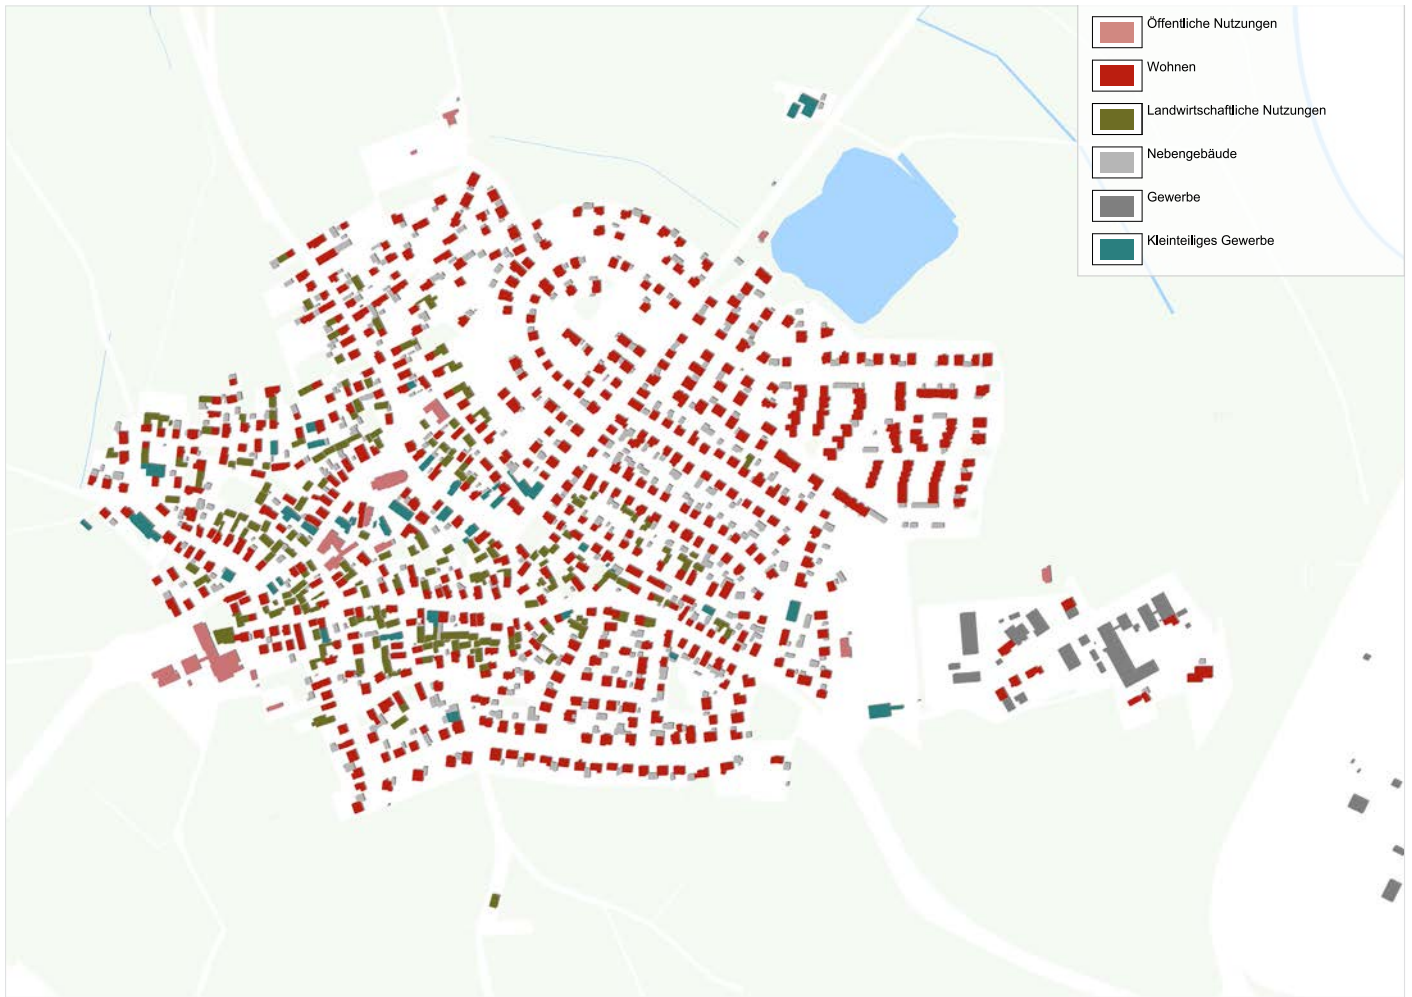 Öffentliche Nutzungen
Wohnen
Landwirtschaftliche Nutzungen
Nebengebäude
Gewerbe
Kleinteiliges Gewerbe